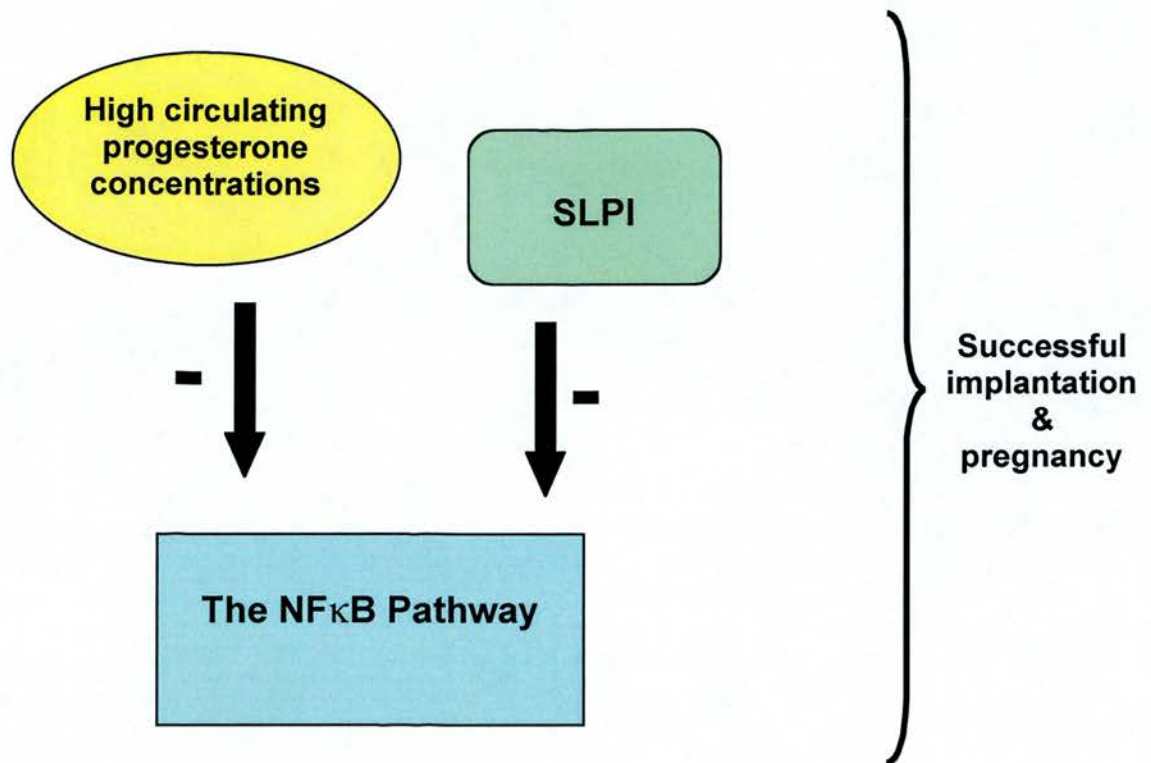 High circulating
progesterone
concentrations
SLPI
-
-
The NFκB Pathway
Successful
implantation
&
pregnancy